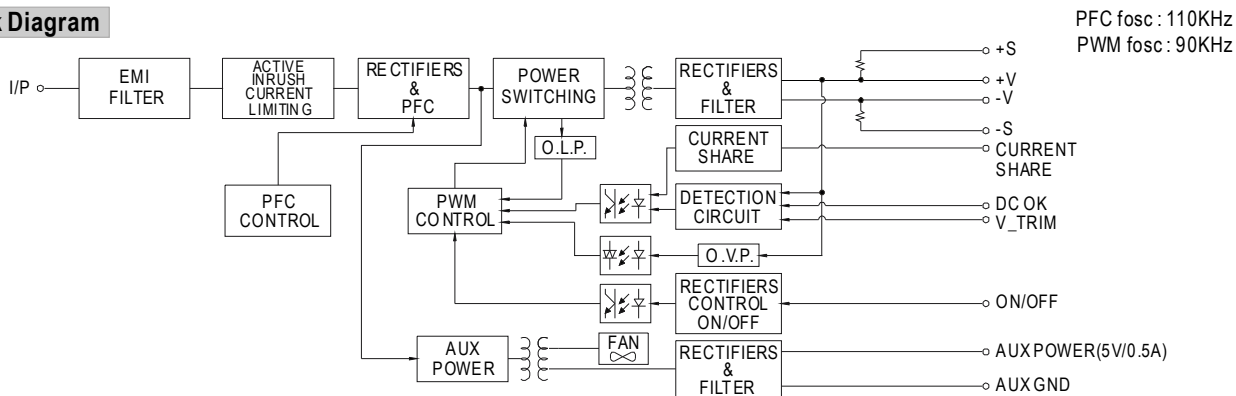 Diagram
PFC fosc : 110KHz
PWM fosc : 90KHz
I/P
EMI
FILTER
ACTIVE
INRUSH
CURRENT
LIMITING
RECTIFIERS
&
PFC
POWER
SWITCHING
RECTIFIERS
&
FILTER
+S
+V
-V
-S
O.L.P.
CURRENT
SHARE
CURRENT
SHARE
PFC
CONTROL
PWM
CONTROL
DETECTION
CIRCUIT
DC OK
V_TRIM
O.V.P.
RECTIFIERS
CONTROL
ON/OFF
ON/OFF
AUX
POWER
FAN
RECTIFIERS
&
FILTER
AUX POWER(5V/0.5A)
AUX GND